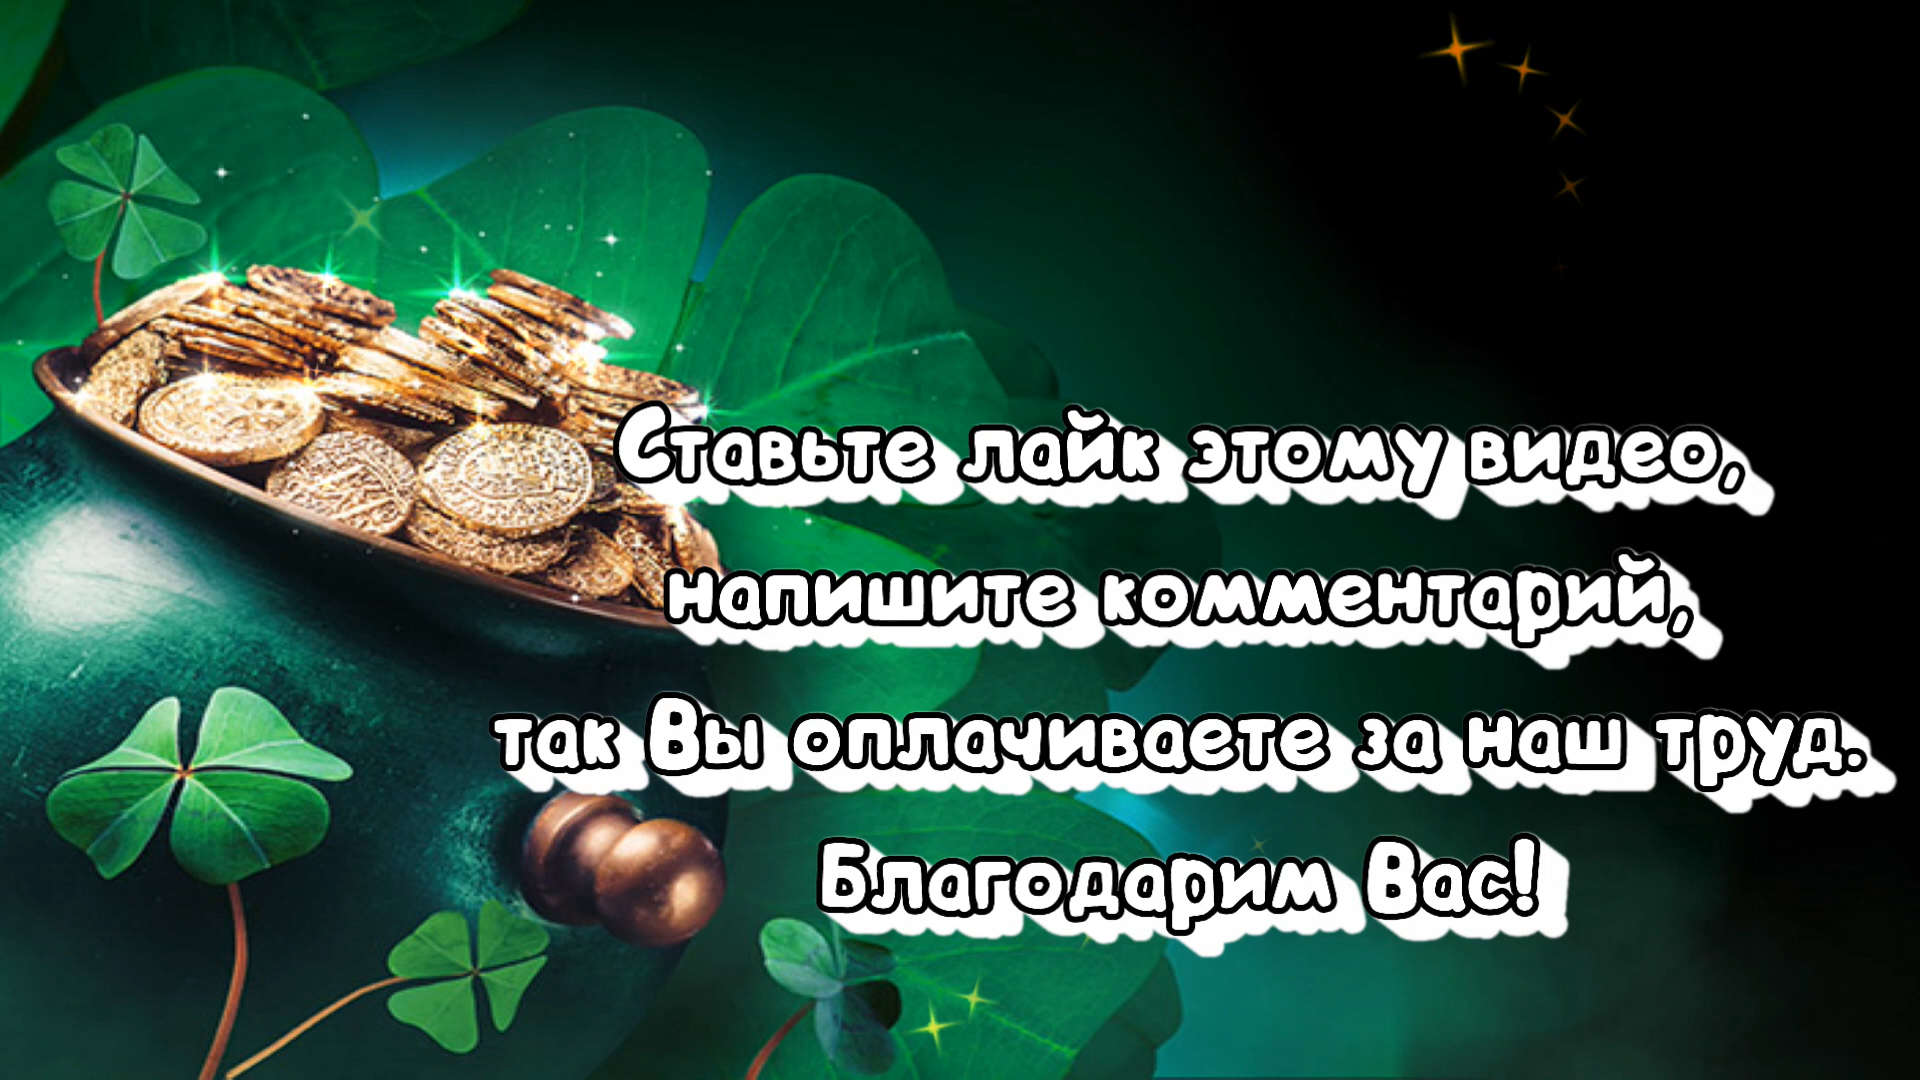 Ставьте лайк этому видео,
напишите комментарий,
так Вы оплачиваете за наш труд.
Благодарим Вас!